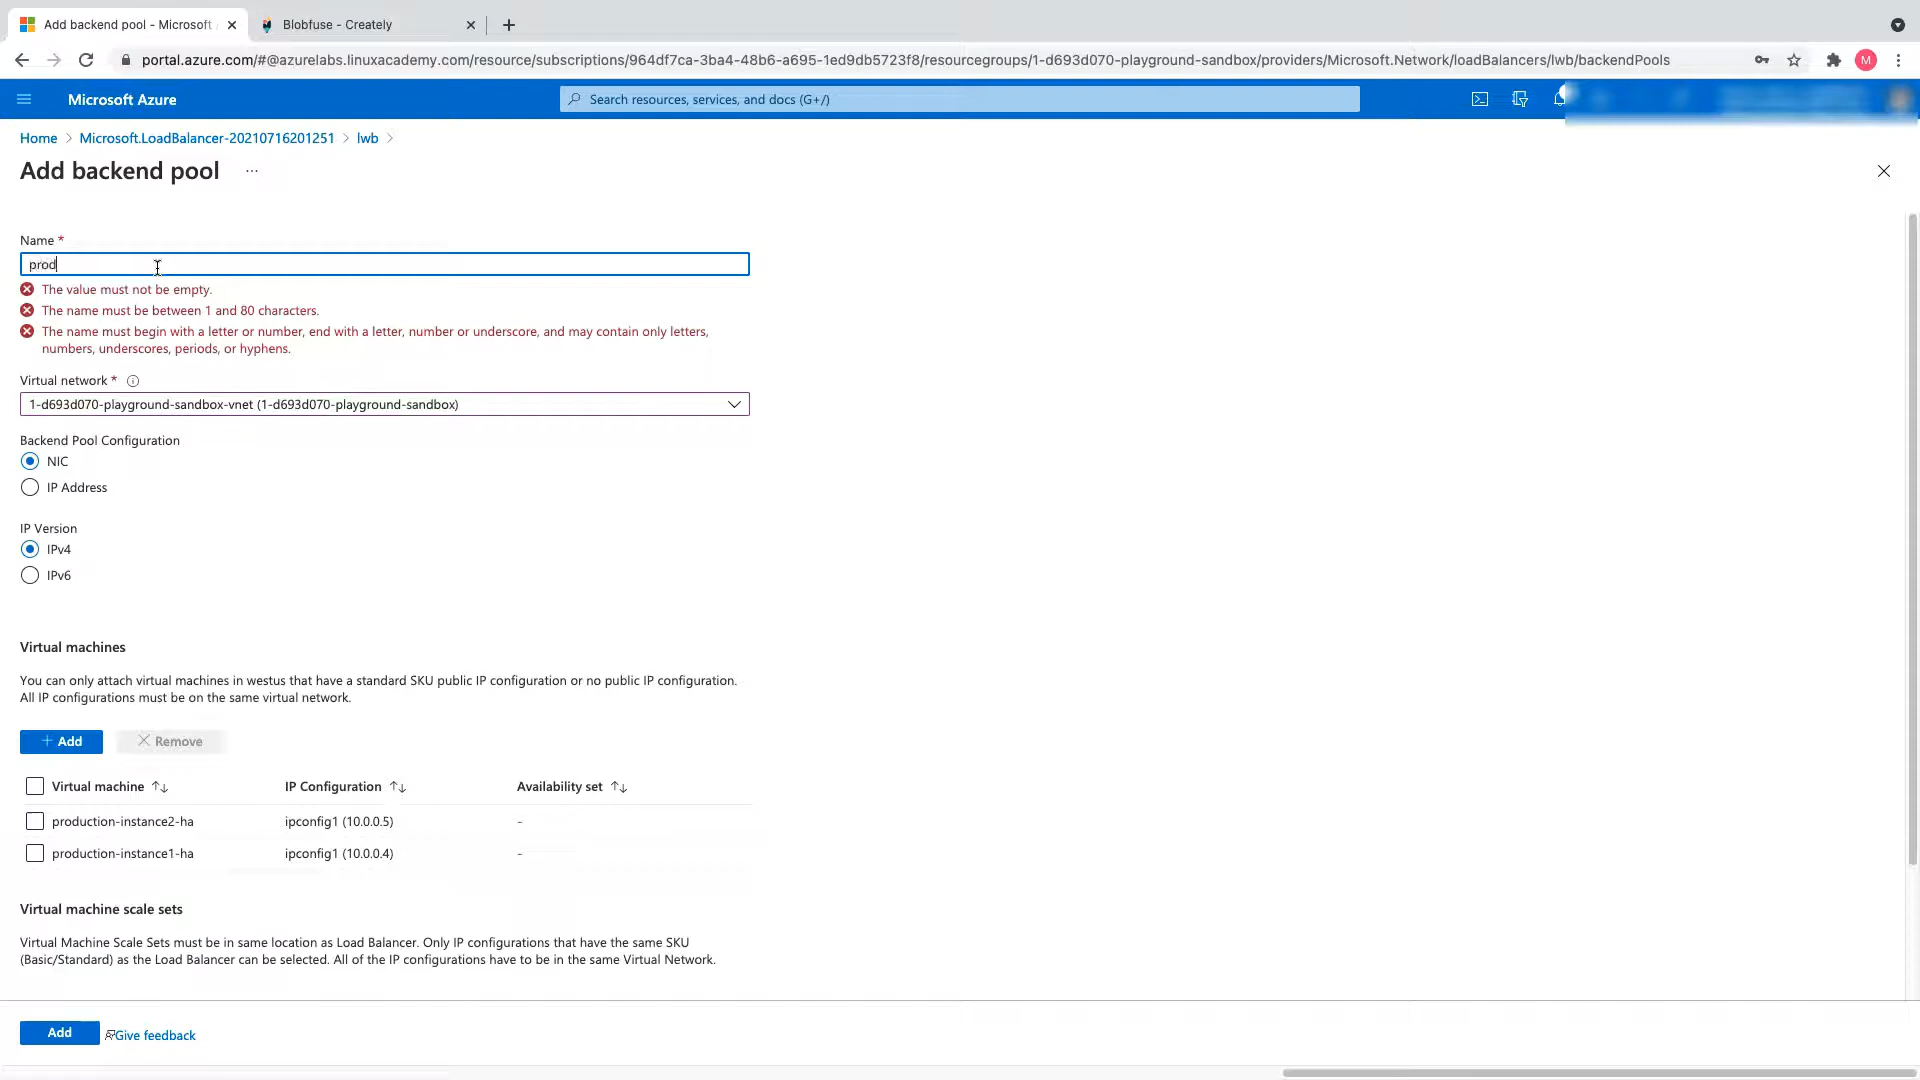 Add backend pool - Microsoft
Blobfuse - Creately
portal.azure.com/#@azurelabs.linuxacademy.com/resource/subscriptions/964df7ca-3ba4-48b6-a695-1ed9db5723f8/resourcegroups/1-d693d070-playground-sandbox/providers/Microsoft.Network/loadBalancers/lwb/backendPools
M
Microsoft Azure
Search resources, services, and docs (G+/)
Home > Microsoft.LoadBalancer-20210716201251 > lwb >
Add backend pool ...
Name *
prod
The value must not be empty.
The name must be between 1 and 80 characters.
The name must begin with a letter or number, end with a letter, number or underscore, and may contain only letters,
numbers, underscores, periods, or hyphens.
Virtual network *
1-d693d070-playground-sandbox-vnet (1-d693d070-playground-sandbox)
Backend Pool Configuration
NIC
IP Address
IP Version
IPv4
IPv6
Virtual machines
You can only attach virtual machines in westus that have a standard SKU public IP configuration or no public IP configuration.
All IP configurations must be on the same virtual network.
+ Add Remove
Virtual machine ↑↓ IP Configuration ↑↓ Availability set ↑↓
production-instance2-ha ipconfig1 (10.0.0.5) -
production-instance1-ha ipconfig1 (10.0.0.4) -
Virtual machine scale sets
Virtual Machine Scale Sets must be in same location as Load Balancer. Only IP configurations that have the same SKU
(Basic/Standard) as the Load Balancer can be selected. All of the IP configurations have to be in the same Virtual Network.
Add Give feedback